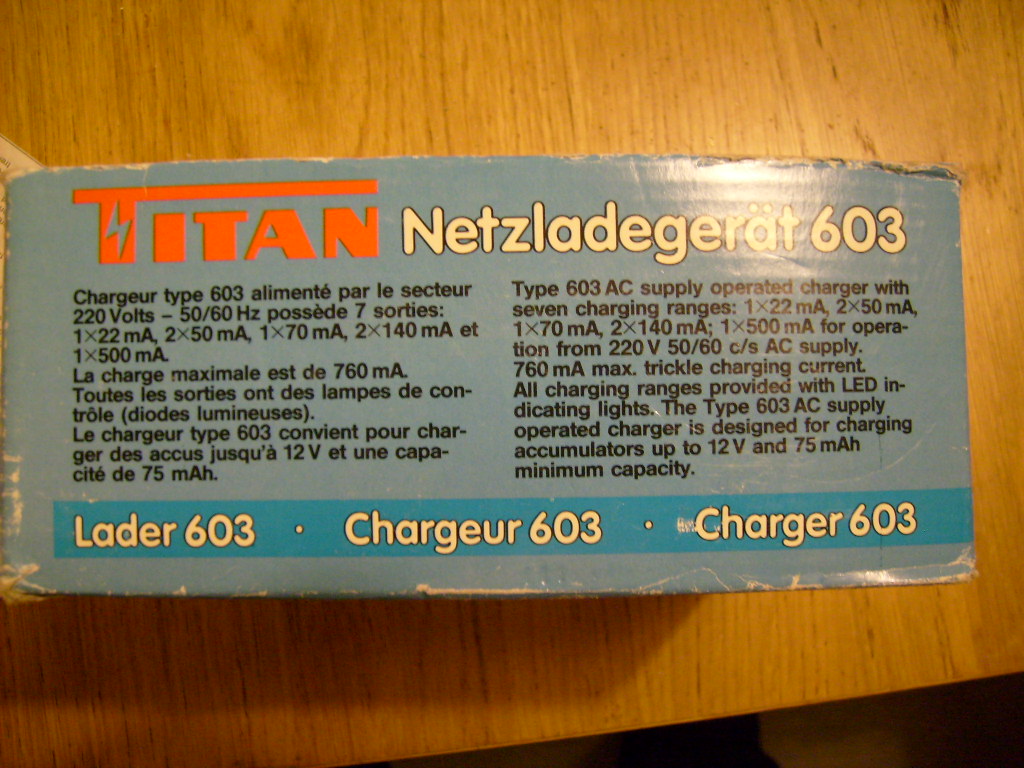 TITAN Netzladegerät 603
Chargeur type 603 alimenté par le secteur
220 Volts – 50/60 Hz possède 7 sorties:
1×22 mA, 2×50 mA, 1×70 mA, 2×140 mA et
1×500 mA.
La charge maximale est de 760 mA.
Toutes les sorties ont des lampes de con-
trôle (diodes lumineuses).
Le chargeur type 603 convient pour char-
ger des accus jusqu'à 12 V et une capa-
cité de 75 mAh.
Type 603 AC supply operated charger with
seven charging ranges: 1×22 mA, 2×50 mA,
1×70 mA, 2×140 mA; 1×500 mA for opera-
tion from 220 V 50/60 c/s AC supply.
760 mA max. trickle charging current.
All charging ranges provided with LED in-
dicating lights. The Type 603 AC supply
operated charger is designed for charging
accumulators up to 12 V and 75 mAh
minimum capacity.
Lader 603 · Chargeur 603 · Charger 603